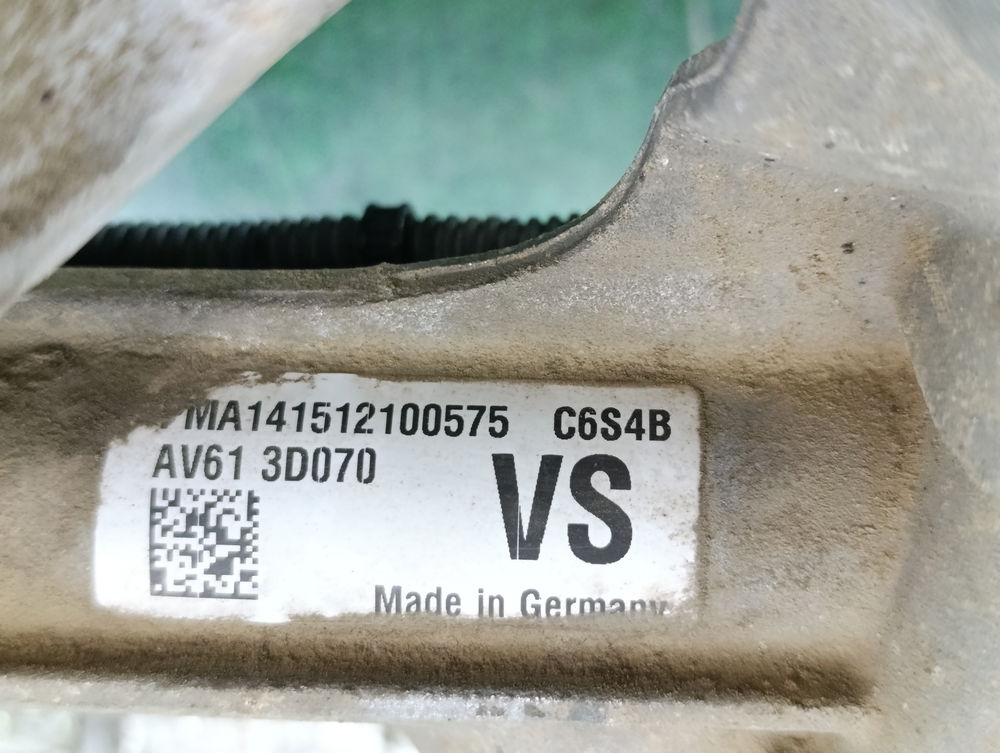 MA141512100575 C6S4B
AV61 3D070
VS
Made in Germany